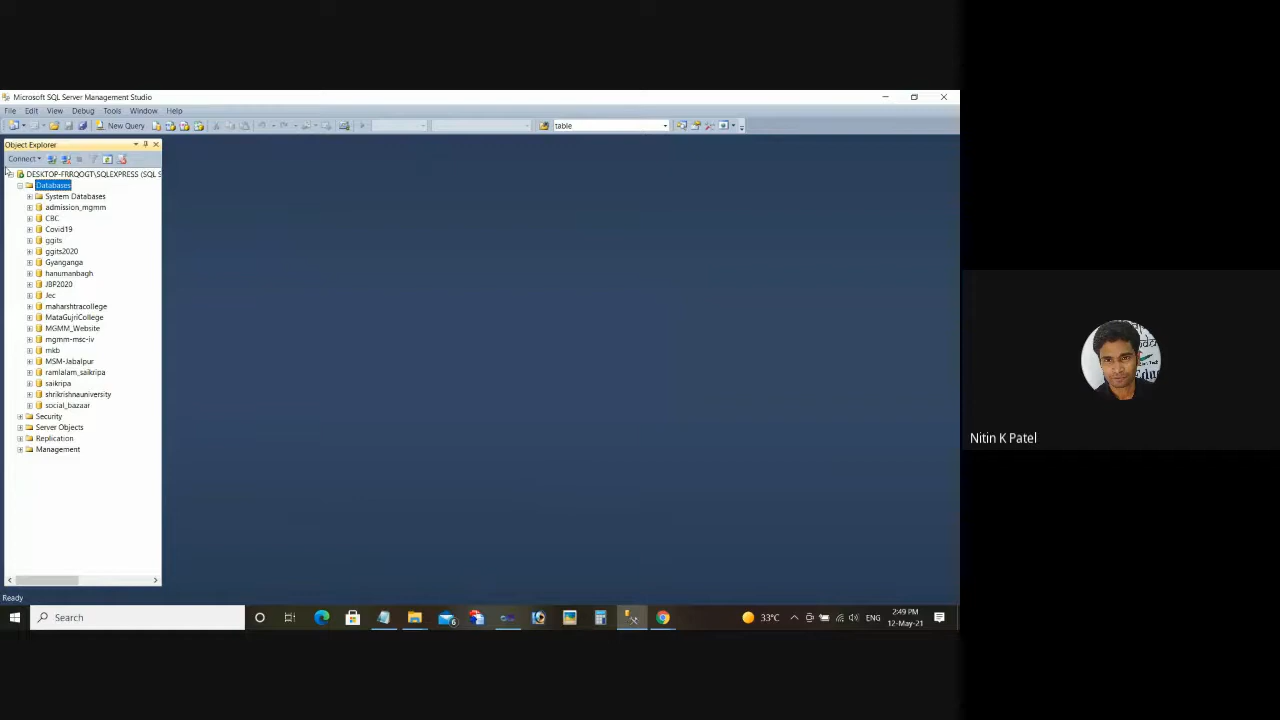 Microsoft SQL Server Management Studio
File Edit View Debug Tools Window Help
New Query
table
Object Explorer
Connect
DESKTOP-FRRQOGT\SQLEXPRESS (SQL S
Databases
System Databases
admission_mgmm
CBC
Covid19
ggits
ggits2020
Gyanganga
hanumanbagh
JBP2020
Jec
maharshtracollege
MataGujriCollege
MGMM_Website
mgmm-msc-iv
mkb
MSM-Jabalpur
ramlalam_saikripa
saikripa
shrikrishnauniversity
social_bazaar
Security
Server Objects
Replication
Management
Nitin K Patel
Ready
Search
6
33°C
ENG
2:49 PM
12-May-21